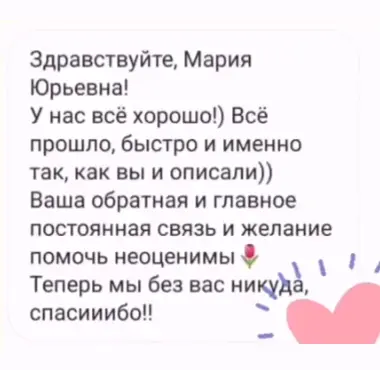 Здравствуйте, Мария
Юрьевна!
У нас всё хорошо!) Всё
прошло, быстро и именно
так, как вы и описали))
Ваша обратная и главное
постоянная связь и желание
помочь неоценимы🌷
Теперь мы без вас никуда,
спасииибо!!